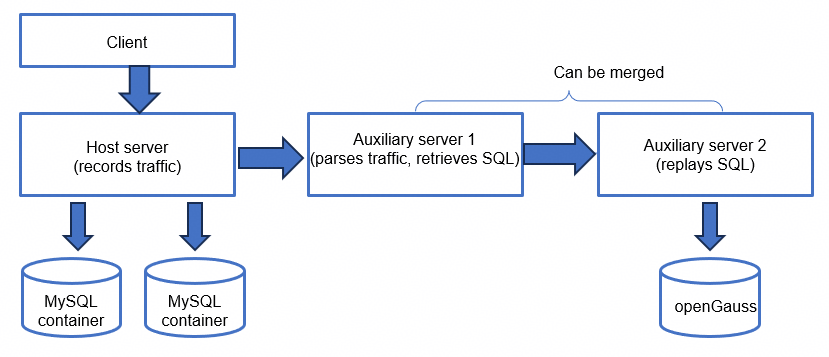 Client
Can be merged
Host server
(records traffic)
Auxiliary server 1
(parses traffic, retrieves SQL)
Auxiliary server 2
(replays SQL)
MySQL
container
MySQL
container
openGauss